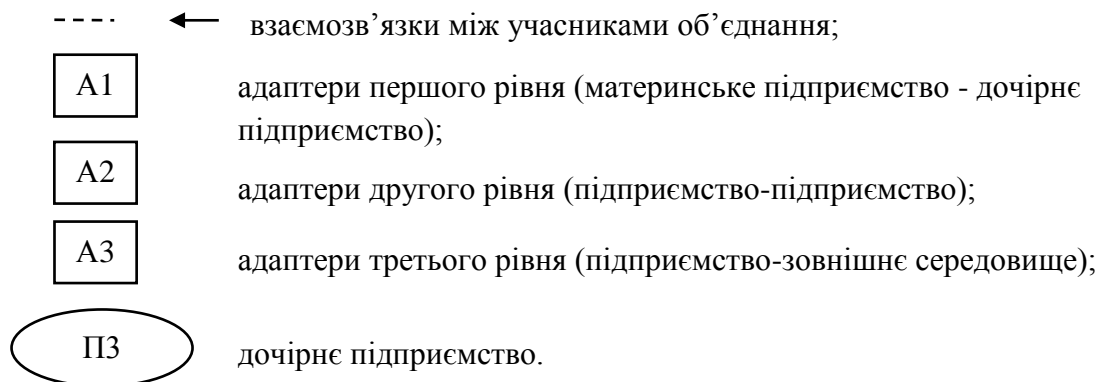 взаємозв’язки між учасниками об’єднання;
А1 адаптери першого рівня (материнське підприємство - дочірнє
підприємство);
А2 адаптери другого рівня (підприємство-підприємство);
А3 адаптери третього рівня (підприємство-зовнішнє середовище);
П3 дочірнє підприємство.